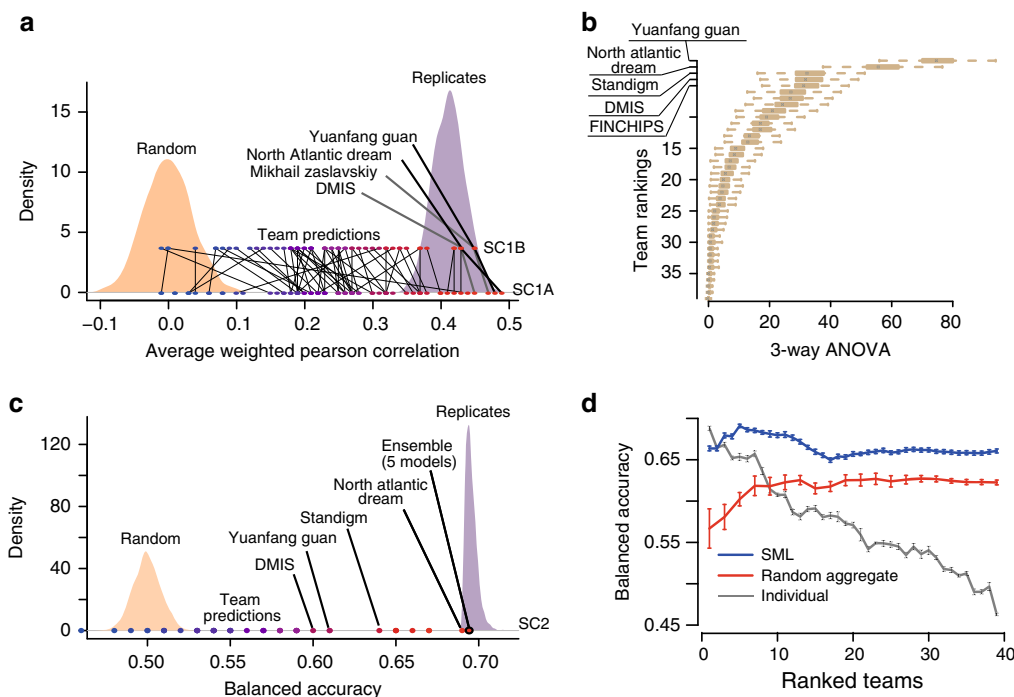 a
Replicates
15
Yuanfang guan
North Atlantic dream
Mikhail zaslavskiy
DMIS
Random
10
Density
5
Team predictions
SC1B
0
SC1A
−0.1
0.0
0.1
0.2
0.3
0.4
0.5
Average weighted pearson correlation
b
Yuanfang guan
North atlantic
dream
Standigm
DMIS
FINCHIPS
15
20
25
30
35
Team rankings
0
20
40
60
80
3-way ANOVA
c
Replicates
120
Ensemble
(5 models)
North atlantic
dream
80
Standigm
Random
Yuanfang guan
DMIS
40
Density
Team
predictions
0
SC2
0.50
0.55
0.60
0.65
0.70
Balanced accuracy
d
0.65
0.55
0.45
Balanced accuracy
SML
Random aggregate
Individual
0
10
20
30
40
Ranked teams